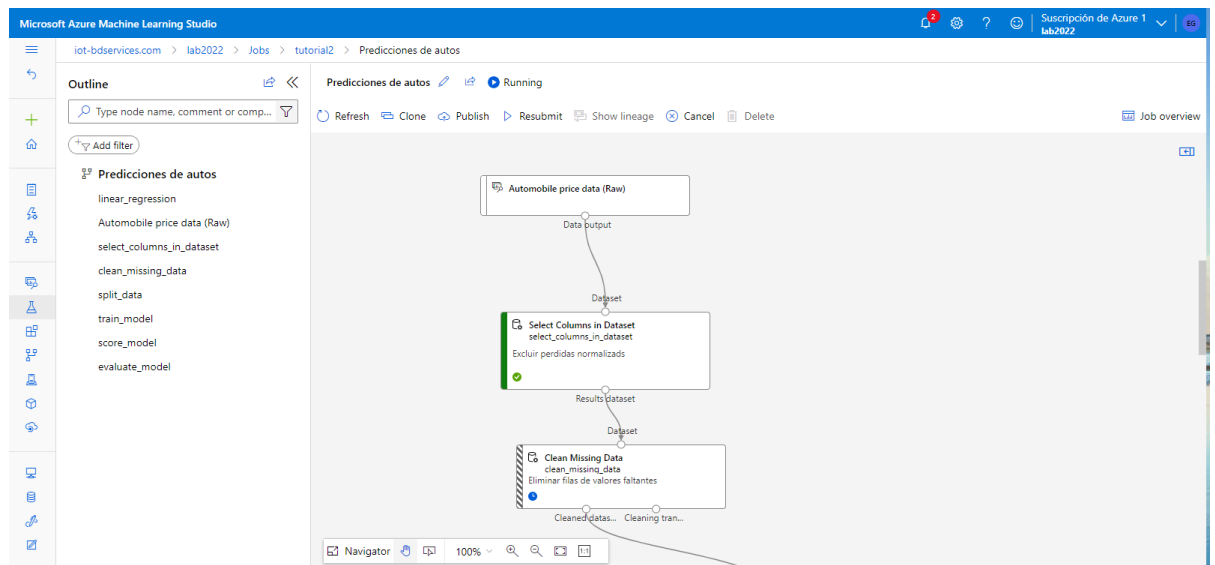 Microsoft Azure Machine Learning Studio
2
?
Suscripción de Azure 1
lab2022
EG
iot-bdservices.com > lab2022 > Jobs > tutorial2 > Predicciones de autos
Outline
Type node name, comment or comp...
Add filter
Predicciones de autos
linear_regression
Automobile price data (Raw)
select_columns_in_dataset
clean_missing_data
split_data
train_model
score_model
evaluate_model
Predicciones de autos Running
Refresh Clone Publish Resubmit Show lineage Cancel Delete Job overview
Automobile price data (Raw)
Data output
Dataset
Select Columns in Dataset
select_columns_in_dataset
Excluir perdidas normalizads
Results dataset
Dataset
Clean Missing Data
clean_missing_data
Eliminar filas de valores faltantes
Cleaned datas... Cleaning tran...
Navigator 100% 1:1